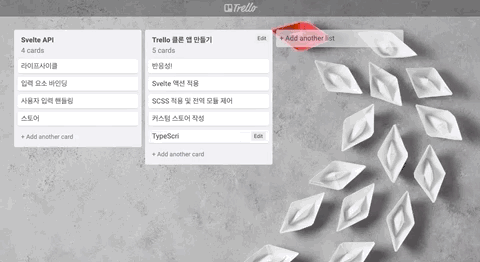 Trello
Svelte API
4 cards
라이프사이클
입력 요소 바인딩
사용자 입력 핸들링
스토어
+ Add another card
Trello 클론 앱 만들기
Edit
5 cards
반응성!
Svelte 액션 적용
SCSS 적용 및 전역 모듈 제어
커스텀 스토어 작성
TypeScri
Edit
+ Add another card
+ Add another list